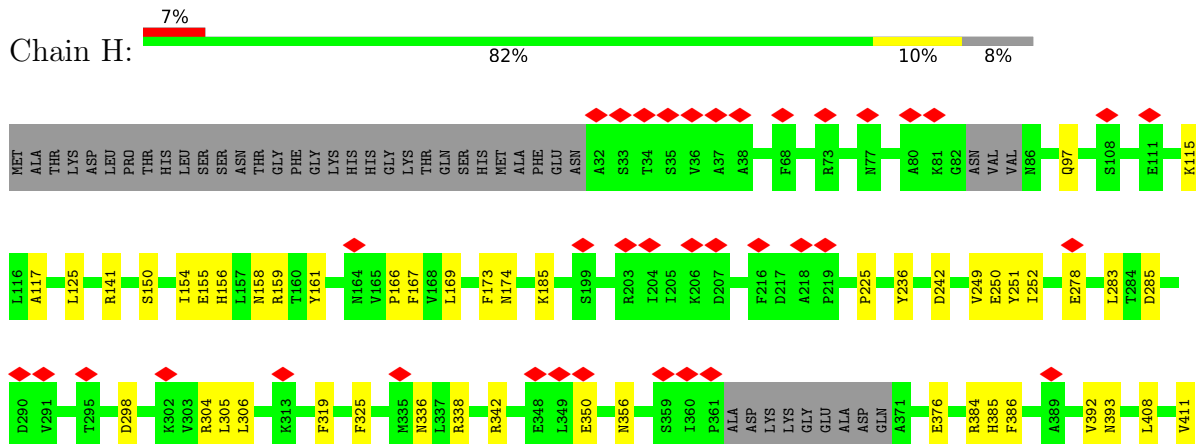 7%
Chain H:
82% 10% 8%
MET ALA THR LYS ASP LEU PRO THR HIS LEU SER SER ASN THR GLY PHE GLY LYS HIS HIS GLY LYS THR GLN SER HIS MET ALA PHE GLU ASN A32 S33 T34 S35 V36 A37 A38 F68 R73 N77 A80 K81 G82 ASN VAL VAL N86 Q97 S108 E111 K115
L116 A117 L125 R141 S150 I154 E155 H156 L157 N158 R159 T160 Y161 N164 V165 P166 F167 V168 L169 F173 N174 K185 S199 R203 I204 I205 K206 D207 F216 D217 A218 P219 P225 Y236 D242 V249 E250 Y251 I252 E278 L283 T284 D285
D290 V291 T295 D298 K302 V303 R304 L305 L306 K313 F319 F325 M335 N336 L337 R338 R342 E348 L349 E350 N356 S359 I360 P361 ALA ASP LYS LYS GLY GLU ALA ASP GLN A371 E376 R384 H385 F386 A389 V392 N393 L408 V411